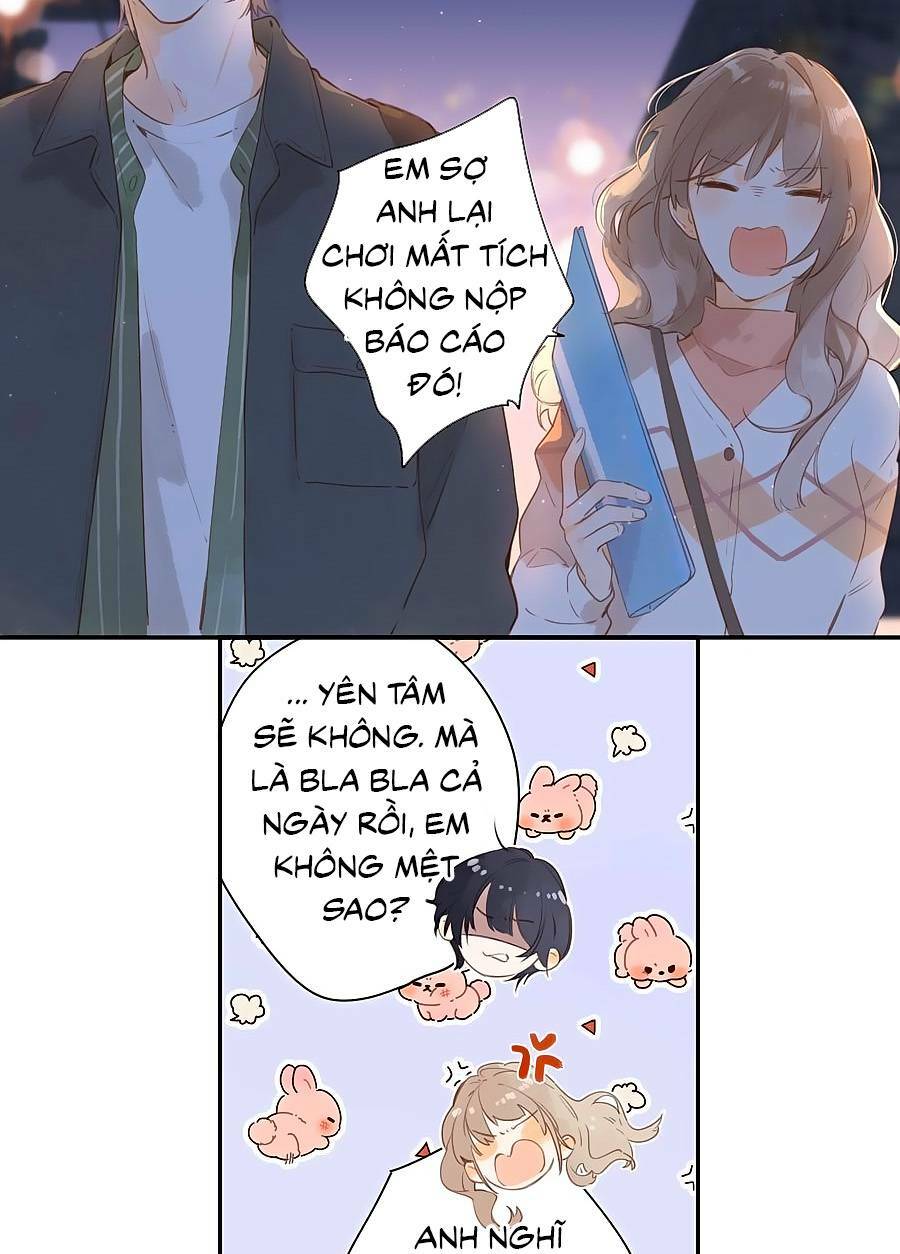 EM SỢ
ANH LẠI
CHƠI MẤT TÍCH
KHÔNG NỘP
BÁO CÁO
ĐÓ!
... YÊN TÂM
SẼ KHÔNG. MÀ
LÀ BLA BLA CẢ
NGÀY RỒI, EM
KHÔNG MỆT
SAO?
ANH NGHĨ